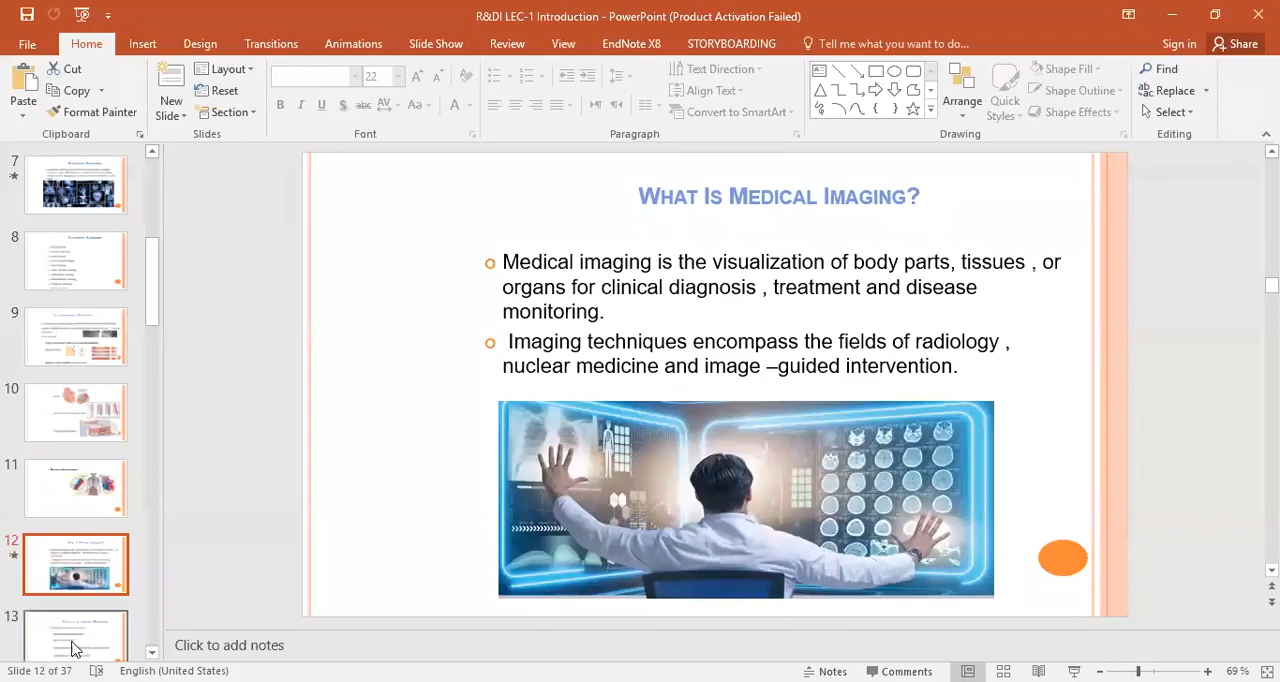 R&DI LEC-1 Introduction - PowerPoint (Product Activation Failed)
File Home Insert Design Transitions Animations Slide Show Review View EndNote X8 STORYBOARDING Tell me what you want to do... Sign in Share
Paste
Cut
Copy
Format Painter
Clipboard
New Slide
Layout
Reset
Section
Slides
22
B I U S abc AV Aa A
Font
Text Direction
Align Text
Convert to SmartArt
Paragraph
Arrange
Quick Styles
Shape Fill
Shape Outline
Shape Effects
Drawing
Find
Replace
Select
Editing
7
8
9
10
11
12
13
WHAT IS MEDICAL IMAGING?
Medical imaging is the visualization of body parts, tissues , or
organs for clinical diagnosis , treatment and disease
monitoring.
Imaging techniques encompass the fields of radiology ,
nuclear medicine and image –guided intervention.
Click to add notes
Slide 12 of 37 English (United States) Notes Comments 69 %